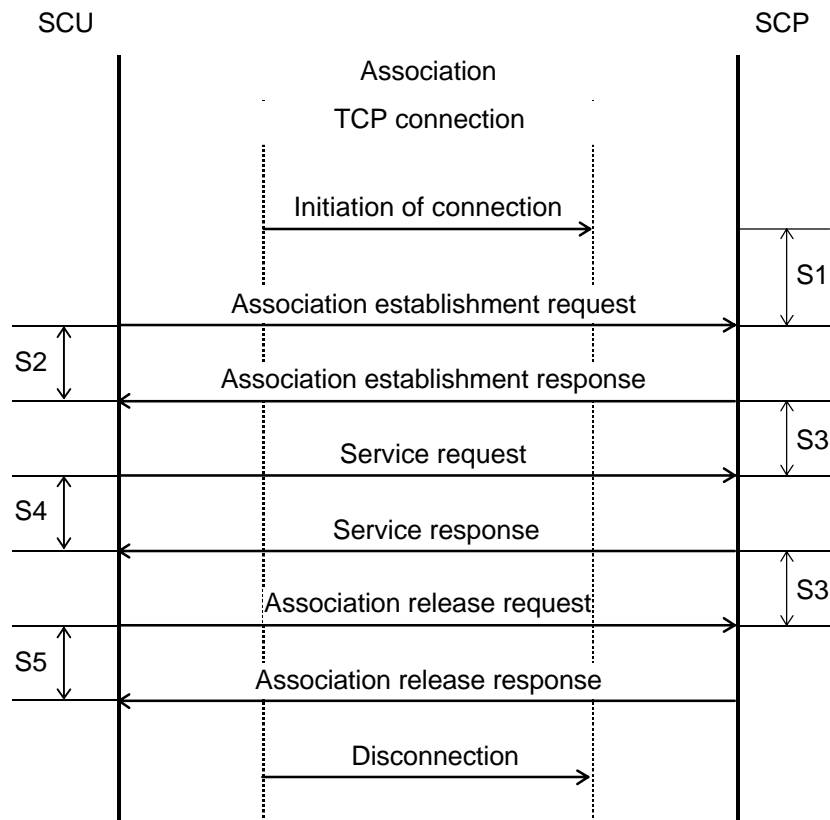 SCU
SCP
Association
TCP connection
Initiation of connection
S1
Association establishment request
S2
Association establishment response
S3
Service request
S4
Service response
S3
Association release request
S5
Association release response
Disconnection